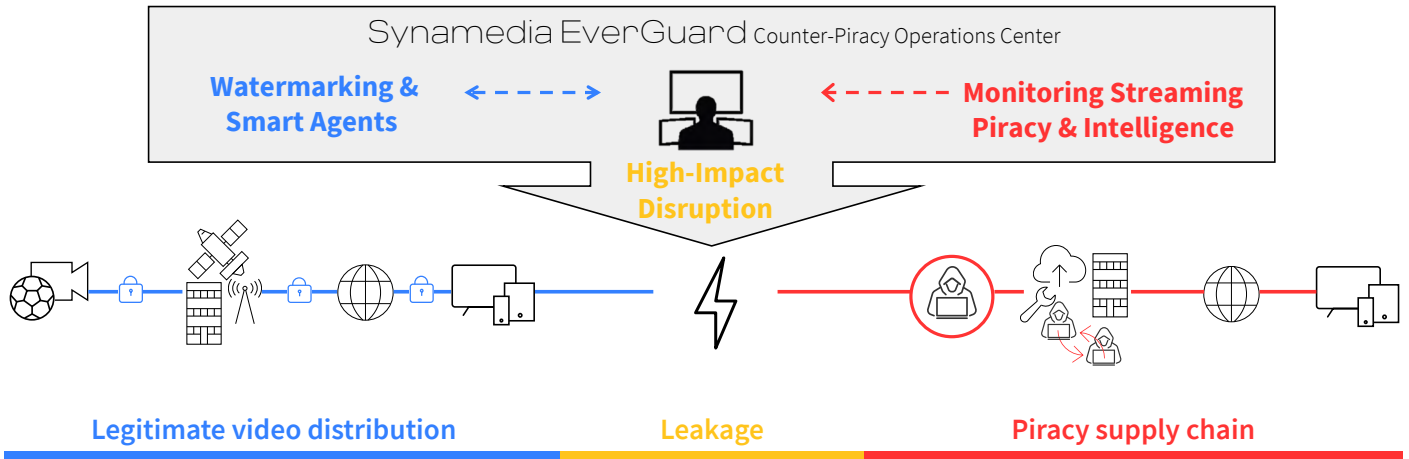 Synamedia EverGuard Counter-Piracy Operations Center
Watermarking &
Smart Agents
Monitoring Streaming
Piracy & Intelligence
High-Impact
Disruption
Legitimate video distribution
Leakage
Piracy supply chain